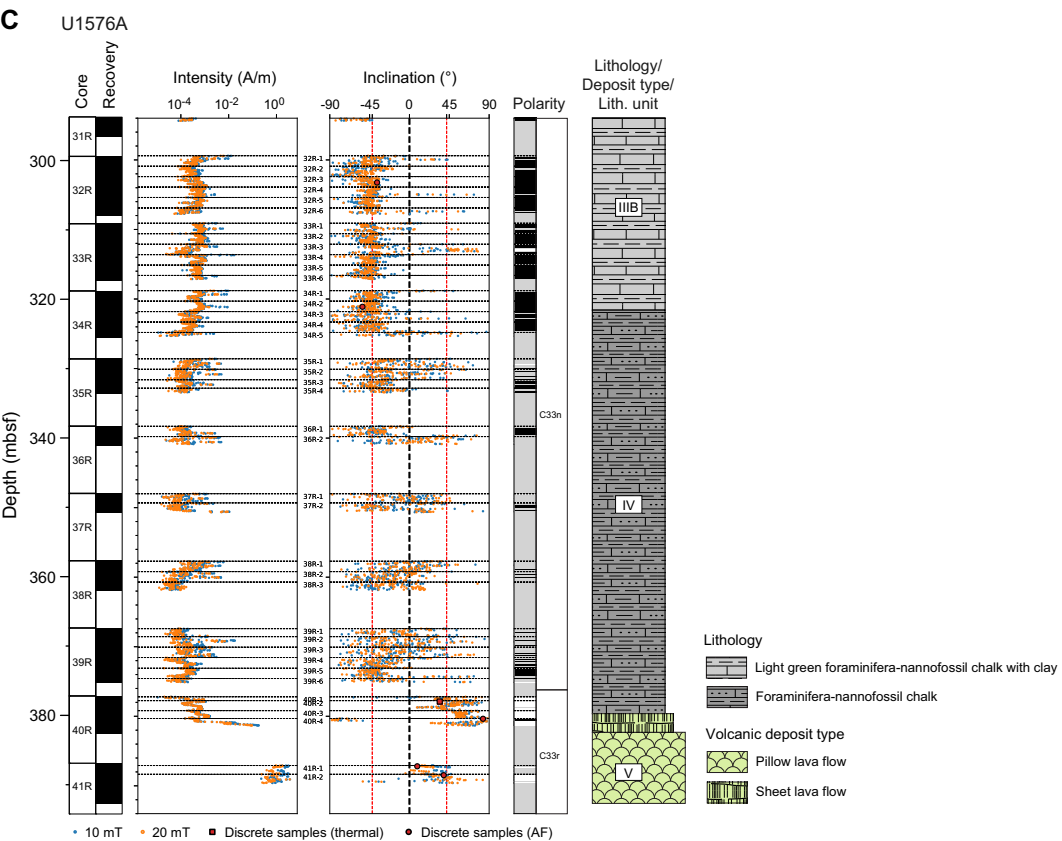 C
U1576A
Core
Recovery
Intensity (A/m)
10⁻⁴ 10⁻² 10⁰
Inclination (°)
-90 -45 0 45 90
Polarity
Lithology/
Deposit type/
Lith. unit
Depth (mbsf)
300
320
340
360
380
31R
32R
33R
34R
35R
36R
37R
38R
39R
40R
41R
32R-1
32R-2
32R-3
32R-4
32R-5
32R-6
33R-1
33R-2
33R-3
33R-4
33R-5
33R-6
34R-1
34R-2
34R-3
34R-4
34R-5
35R-1
35R-2
35R-3
35R-4
36R-1
36R-2
37R-1
37R-2
38R-1
38R-2
38R-3
39R-1
39R-2
39R-3
39R-4
39R-5
39R-6
40R-1
40R-2
40R-3
40R-4
41R-1
41R-2
C33n
C33r
IIIB
IV
V
Lithology
Light green foraminifera-nannofossil chalk with clay
Foraminifera-nannofossil chalk
Volcanic deposit type
Pillow lava flow
Sheet lava flow
10 mT 20 mT Discrete samples (thermal) Discrete samples (AF)